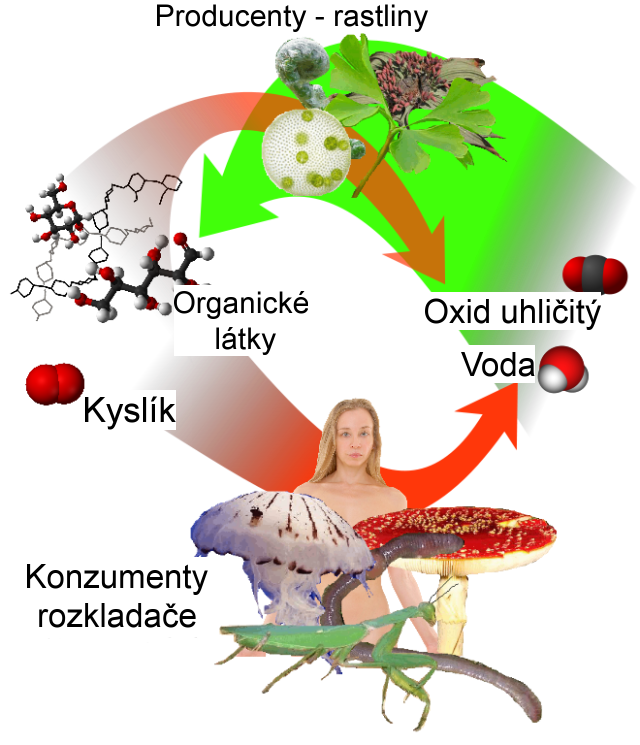 Producenty - rastliny
Organické
látky
Oxid uhličitý
Voda
Kyslík
Konzumenty
rozkladače